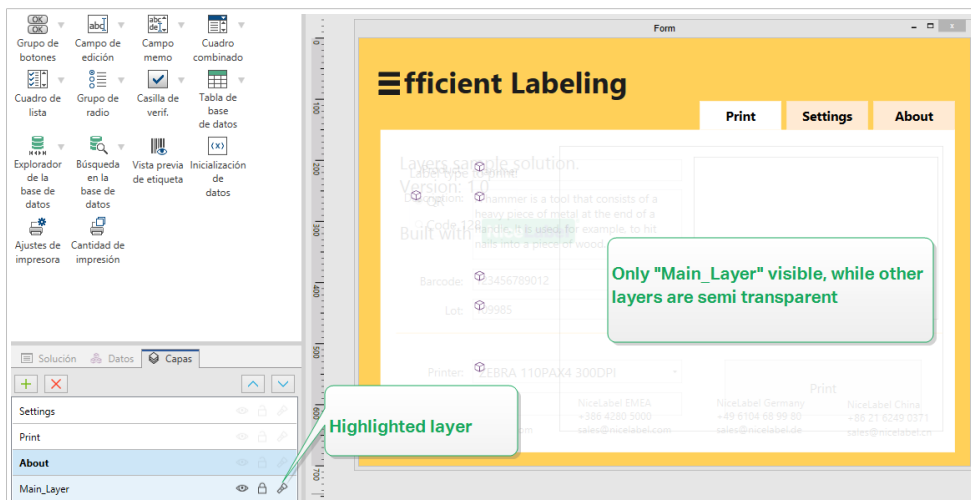 Grupo de
botones
Campo de
edición
Campo
memo
Cuadro
combinado
Cuadro de
lista
Grupo de
radio
Casilla de
verif.
Tabla de
base
de datos
Explorador
de la
base de
datos
Búsqueda
en la
base de
datos
Vista previa
de etiqueta
Inicialización
de
datos
Ajustes de
impresora
Cantidad de
impresión
Solución
Datos
Capas
Settings
Print
About
Main_Layer
0
100
200
300
400
500
600
700
Form
Efficient Labeling
Print
Settings
About
Layers sample solution.
Label type to print
Version: 1.0
QR
Description:
hammer is a tool that consists of a
heavy piece of metal at the end of a
handle. It is used, for example, to hit
nails into a piece of wood.
Code 128
Built with
Barcode:
123456789012
Lot:
Printer:
ZEBRA 110PAX4 300DPI
Print
NiceLabel EMEA
+386 4280 5000
sales@nicelabel.com
NiceLabel Germany
+49 6104 68 99 80
sales@nicelabel.de
NiceLabel China
+86 21 6249 0371
sales@nicelabel.cn
Only "Main_Layer" visible, while other
layers are semi transparent
Highlighted layer